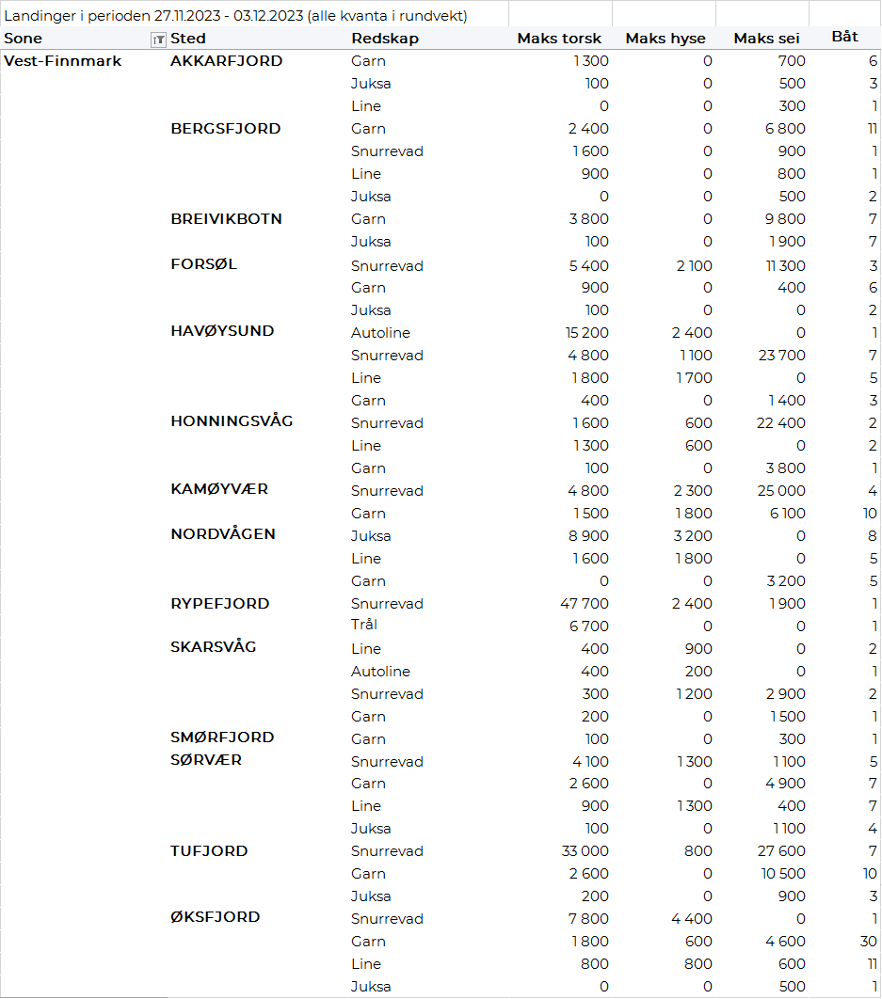 Landinger i perioden 27.11.2023 - 03.12.2023 (alle kvanta i rundvekt)
Sone Sted Redskap Maks torsk Maks hyse Maks sei Båt
Vest-Finnmark AKKARFJORD Garn 1 300 0 700 6
Juksa 100 0 500 3
Line 0 0 300 1
BERGSFJORD Garn 2 400 0 6 800 11
Snurrevad 1 600 0 900 1
Line 900 0 800 1
Juksa 0 0 500 2
BREIVIKBOTN Garn 3 800 0 9 800 7
Juksa 100 0 1 900 7
FORSØL Snurrevad 5 400 2 100 11 300 3
Garn 900 0 400 6
Juksa 100 0 0 2
HAVØYSUND Autoline 15 200 2 400 0 1
Snurrevad 4 800 1 100 23 700 7
Line 1 800 1 700 0 5
Garn 400 0 1 400 3
HONNINGSVÅG Snurrevad 1 600 600 22 400 2
Line 1 300 600 0 2
Garn 100 0 3 800 1
KAMØYVÆR Snurrevad 4 800 2 300 25 000 4
Garn 1 500 1 800 6 100 10
NORDVÅGEN Juksa 8 900 3 200 0 8
Line 1 600 1 800 0 5
Garn 0 0 3 200 5
RYPEFJORD Snurrevad 47 700 2 400 1 900 1
Trål 6 700 0 0 1
SKARSVÅG Line 400 900 0 2
Autoline 400 200 0 1
Snurrevad 300 1 200 2 900 2
Garn 200 0 1 500 1
SMØRFJORD Garn 100 0 300 1
SØRVÆR Snurrevad 4 100 1 300 1 100 5
Garn 2 600 0 4 900 7
Line 900 1 300 400 7
Juksa 100 0 1 100 4
TUFJORD Snurrevad 33 000 800 27 600 7
Garn 2 600 0 10 500 10
Juksa 200 0 900 3
ØKSFJORD Snurrevad 7 800 4 400 0 1
Garn 1 800 600 4 600 30
Line 800 800 600 11
Juksa 0 0 500 1